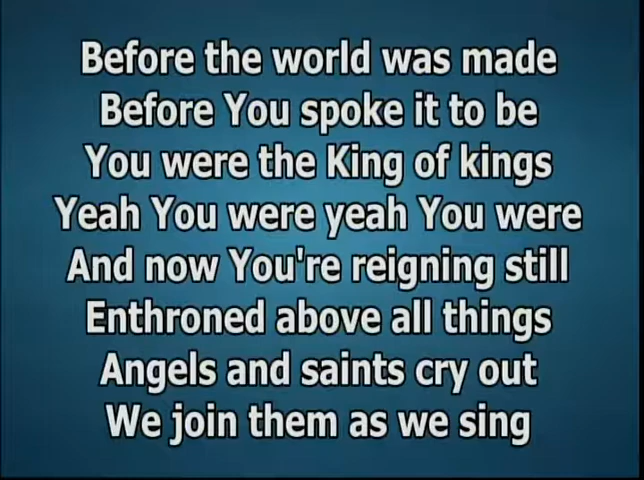 Before the world was made
Before You spoke it to be
You were the King of kings
Yeah You were yeah You were
And now You're reigning still
Enthroned above all things
Angels and saints cry out
We join them as we sing